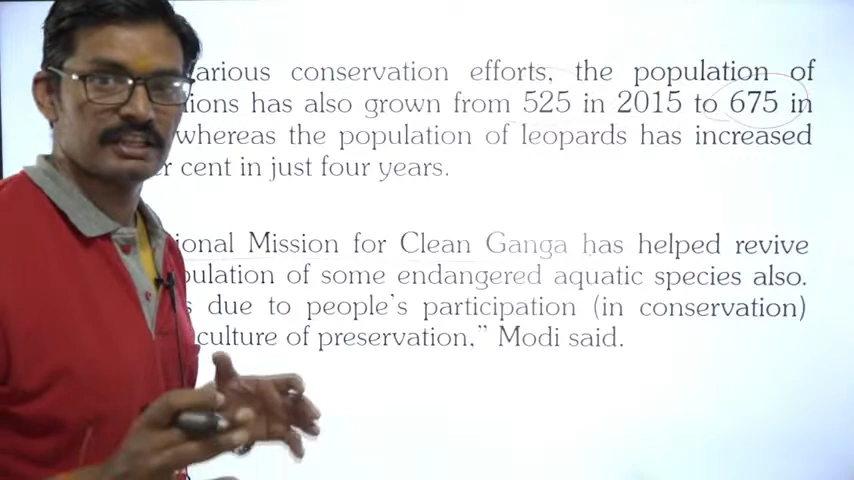 arious conservation efforts, the population of
ions has also grown from 525 in 2015 to 675 in
whereas the population of leopards has increased
r cent in just four years.
ional Mission for Clean Ganga has helped revive
pulation of some endangered aquatic species also.
s due to people's participation (in conservation)
culture of preservation," Modi said.